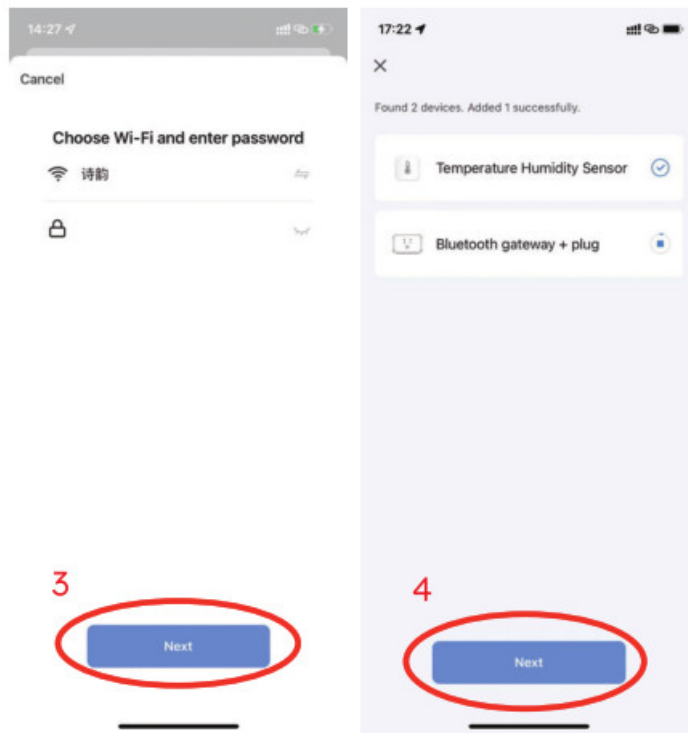 14:27
Cancel
Choose Wi-Fi and enter password
诗韵
3
Next
17:22
Found 2 devices. Added 1 successfully.
Temperature Humidity Sensor
Bluetooth gateway + plug
4
Next